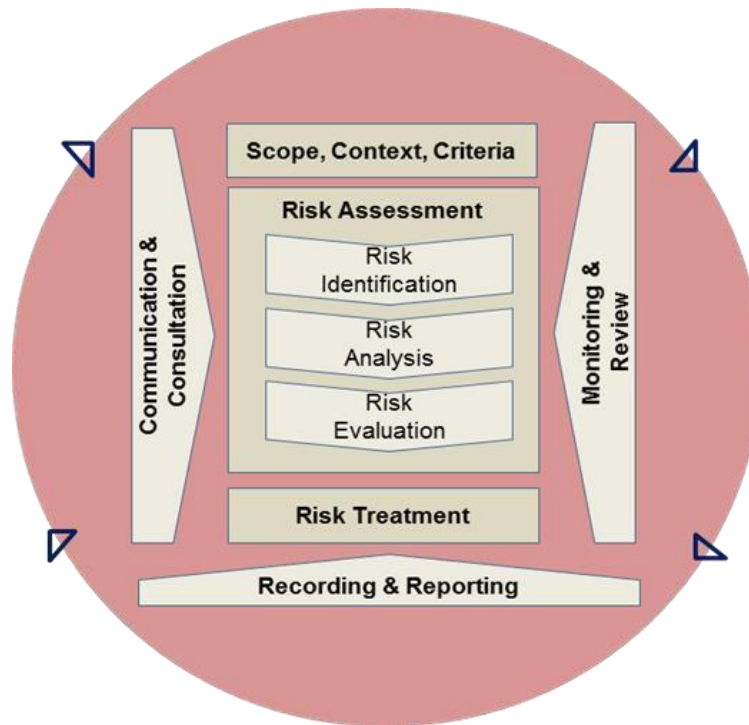 Scope, Context, Criteria
Risk Assessment
Risk
Identification
Risk
Analysis
Risk
Evaluation
Risk Treatment
Communication &
Consultation
Monitoring &
Review
Recording & Reporting